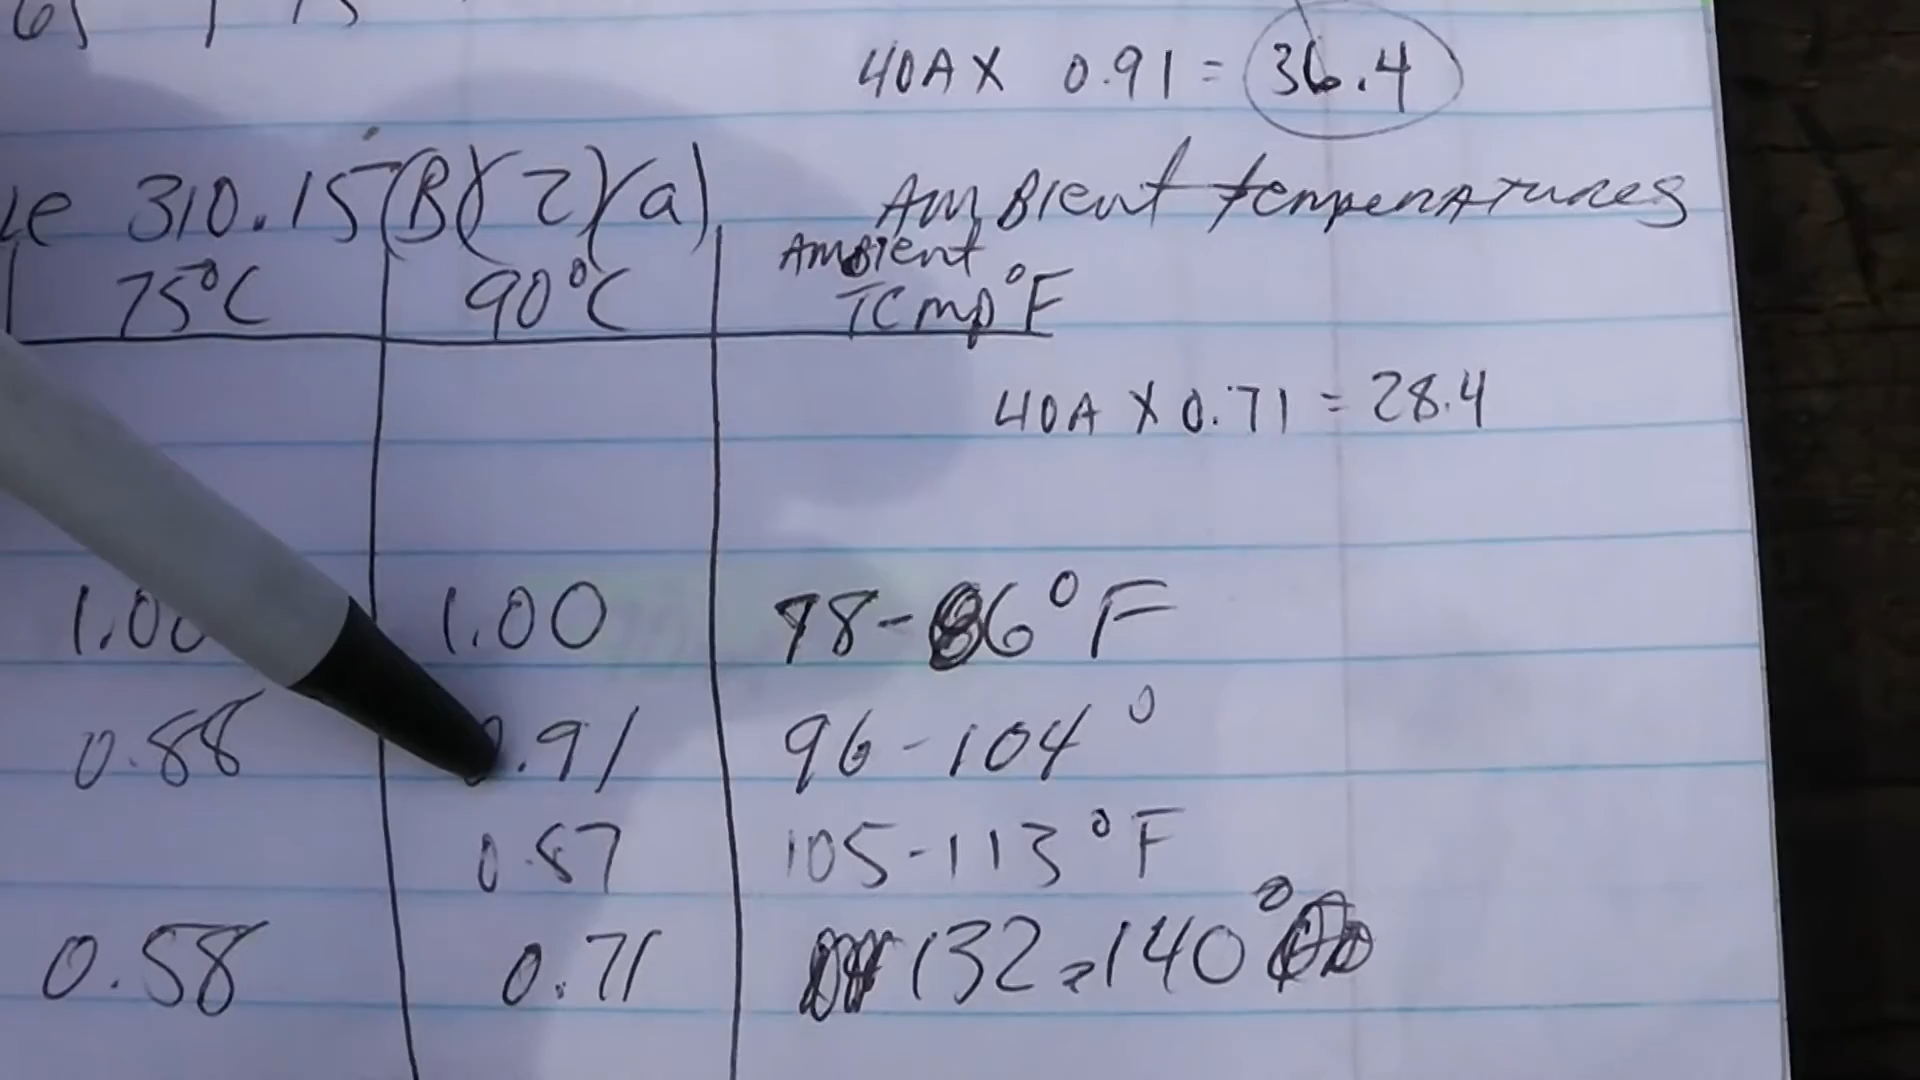 40A X 0.91 = 36.4
le 310.15(B)(2)(a) Ambient temperatures
75°C 90°C Ambient Temp °F
40A X 0.71 = 28.4
1.00 1.00 78-86°F
0.88 0.91 96-104°
0.87 105-113°F
0.58 0.71 132-140°